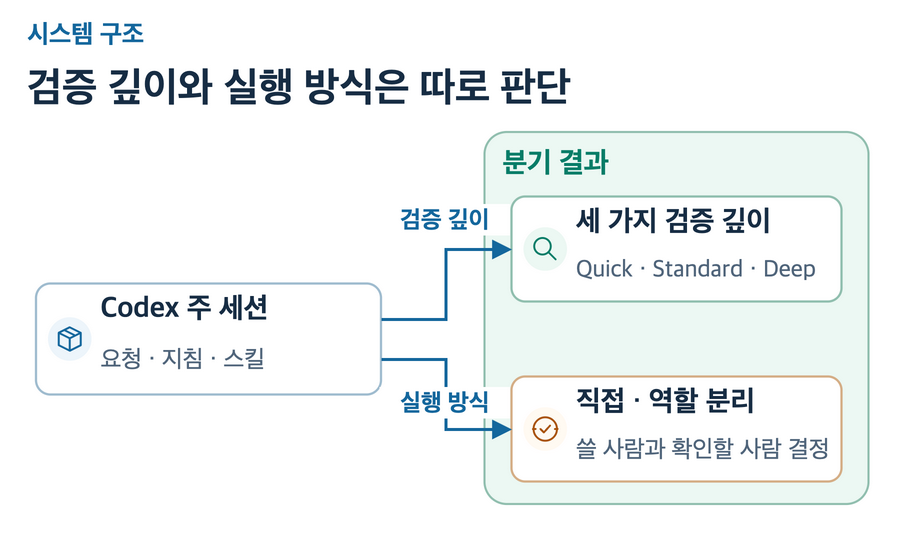 시스템 구조
검증 깊이와 실행 방식은 따로 판단
분기 결과
검증 깊이
세 가지 검증 깊이
Quick · Standard · Deep
Codex 주 세션
요청 · 지침 · 스킬
실행 방식
직접 · 역할 분리
쓸 사람과 확인할 사람 결정